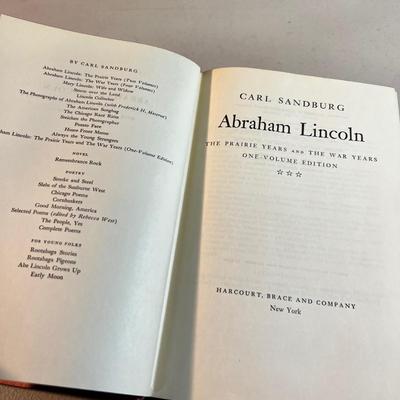 BY CARL SANDBURG
Abraham Lincoln: The Prairie Years (Two Volumes)
Abraham Lincoln: The War Years (Four Volumes)
Mary Lincoln: Wife and Widow
Storm over the Land
Lincoln Collector
The Photographs of Abraham Lincoln (with Frederick H. Meserve)
The American Songbag
The Chicago Race Riots
Steichen the Photographer
Potato Face
Home Front Memo
Always the Young Strangers
ham Lincoln: The Prairie Years and The War Years (One-Volume Edition)
NOVEL
Remembrance Rock
POETRY
Smoke and Steel
Slabs of the Sunburnt West
Chicago Poems
Cornhuskers
Good Morning, America
Selected Poems (edited by Rebecca West)
The People, Yes
Complete Poems
FOR YOUNG FOLKS
Rootabaga Stories
Rootabaga Pigeons
Abe Lincoln Grows Up
Early Moon
CARL SANDBURG
Abraham Lincoln
THE PRAIRIE YEARS AND THE WAR YEARS
ONE-VOLUME EDITION
HARCOURT, BRACE AND COMPANY
New York